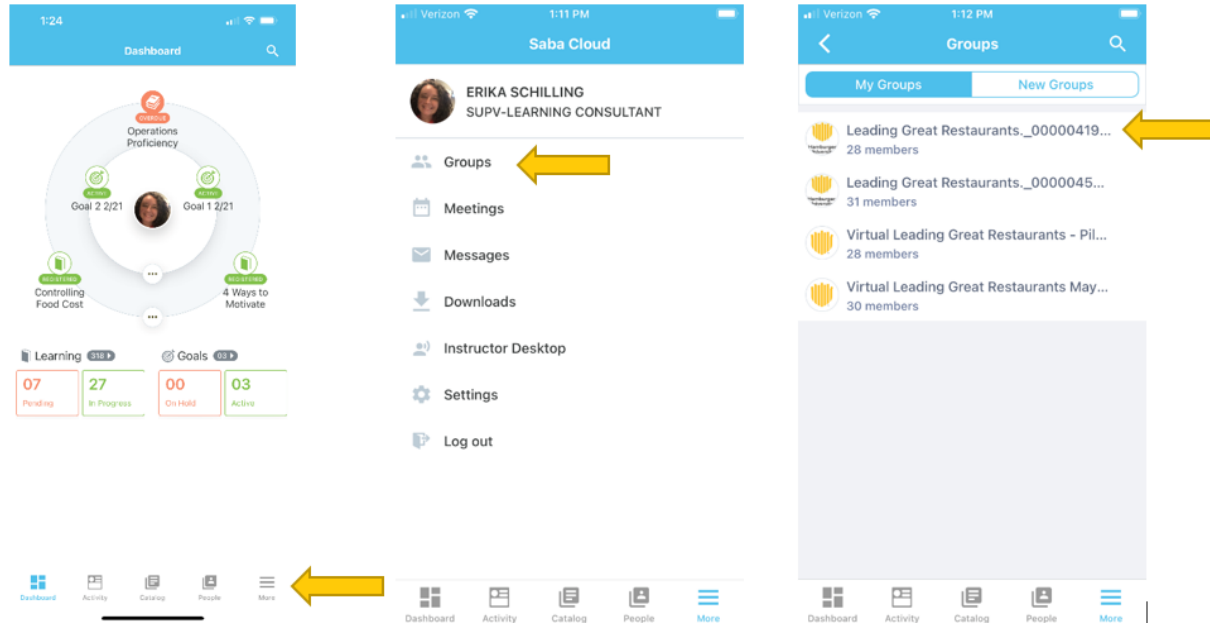 1:24
Dashboard
OVERDUE
Operations
Proficiency
ACTIVE
Goal 2 2/21
ACTIVE
Goal 1 2/21
REGISTERED
Controlling
Food Cost
REGISTERED
4 Ways to
Motivate
Learning 318
Goals 03
07
Pending
27
In Progress
00
On Hold
03
Active
Dashboard
Activity
Catalog
People
More
Verizon
1:11 PM
Saba Cloud
ERIKA SCHILLING
SUPV-LEARNING CONSULTANT
Groups
Meetings
Messages
Downloads
Instructor Desktop
Settings
Log out
Dashboard
Activity
Catalog
People
More
Verizon
1:12 PM
Groups
My Groups
New Groups
Leading Great Restaurants._00000419...
28 members
Leading Great Restaurants._0000045...
31 members
Virtual Leading Great Restaurants - Pil...
28 members
Virtual Leading Great Restaurants May...
30 members
Dashboard
Activity
Catalog
People
More